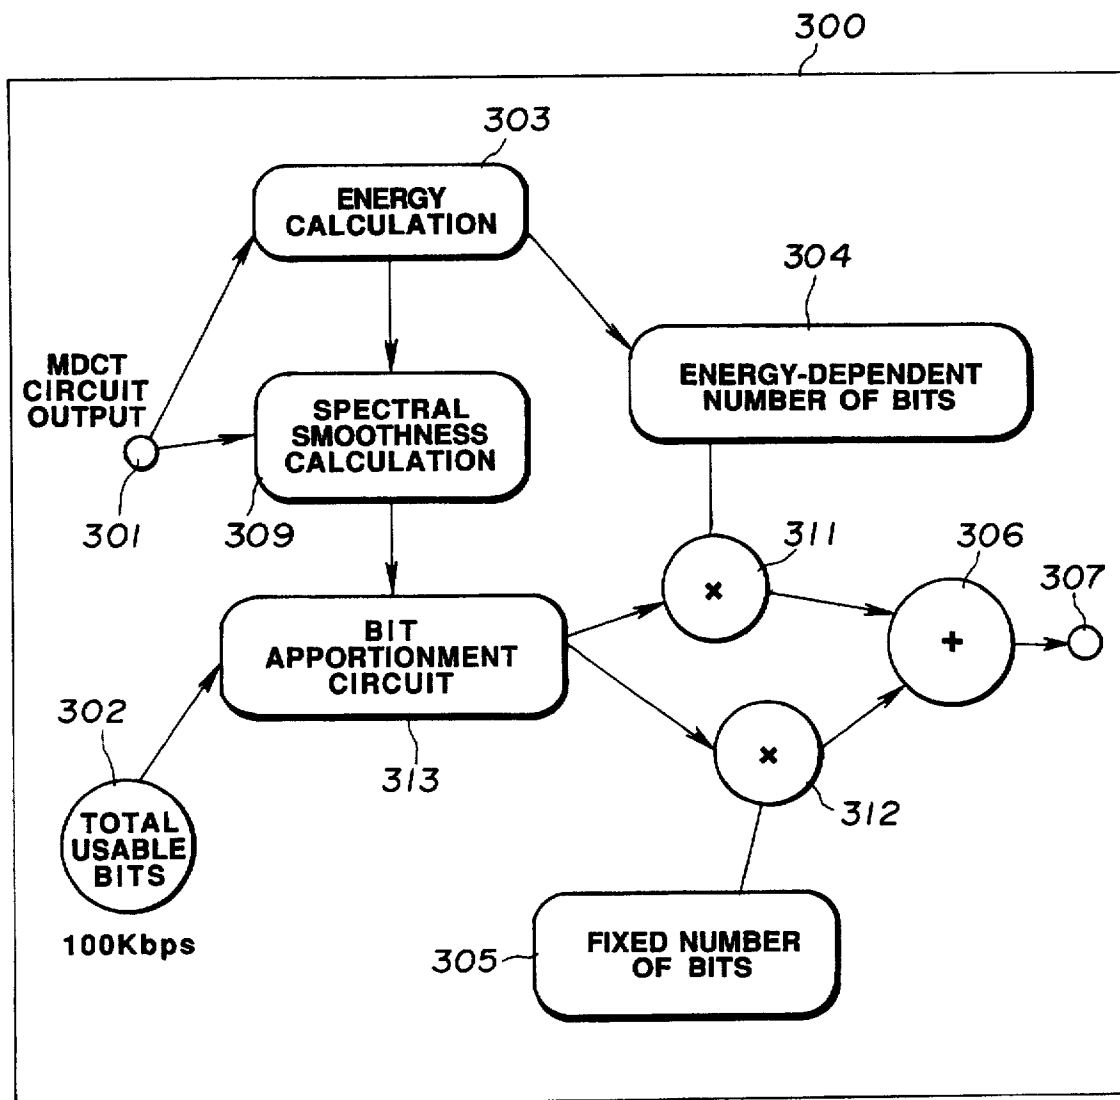 300
303
ENERGY
CALCULATION
304
ENERGY-DEPENDENT
NUMBER OF BITS
MDCT
CIRCUIT
OUTPUT
301
SPECTRAL
SMOOTHNESS
CALCULATION
309
311
×
306
+
307
BIT
APPORTIONMENT
CIRCUIT
313
302
TOTAL
USABLE
BITS
100Kbps
×
312
305
FIXED NUMBER
OF BITS